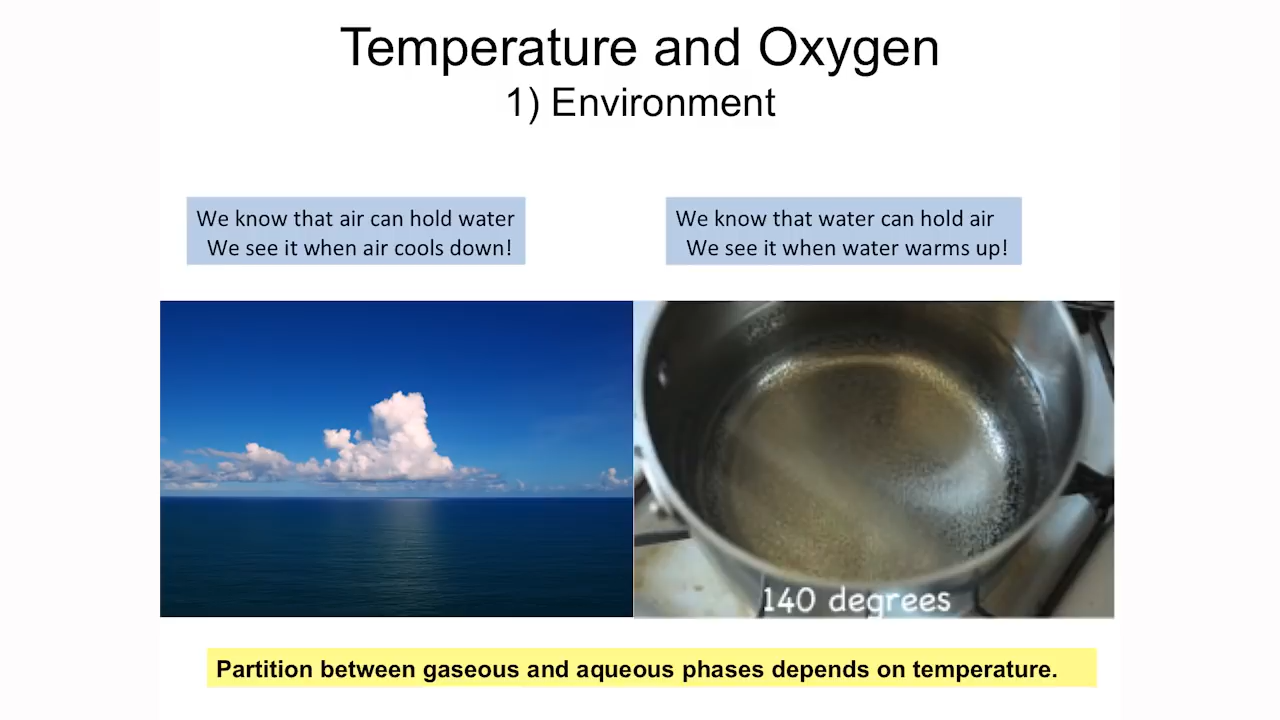 Temperature and Oxygen
1) Environment
We know that air can hold water
We see it when air cools down!
We know that water can hold air
We see it when water warms up!
140 degrees
Partition between gaseous and aqueous phases depends on temperature.